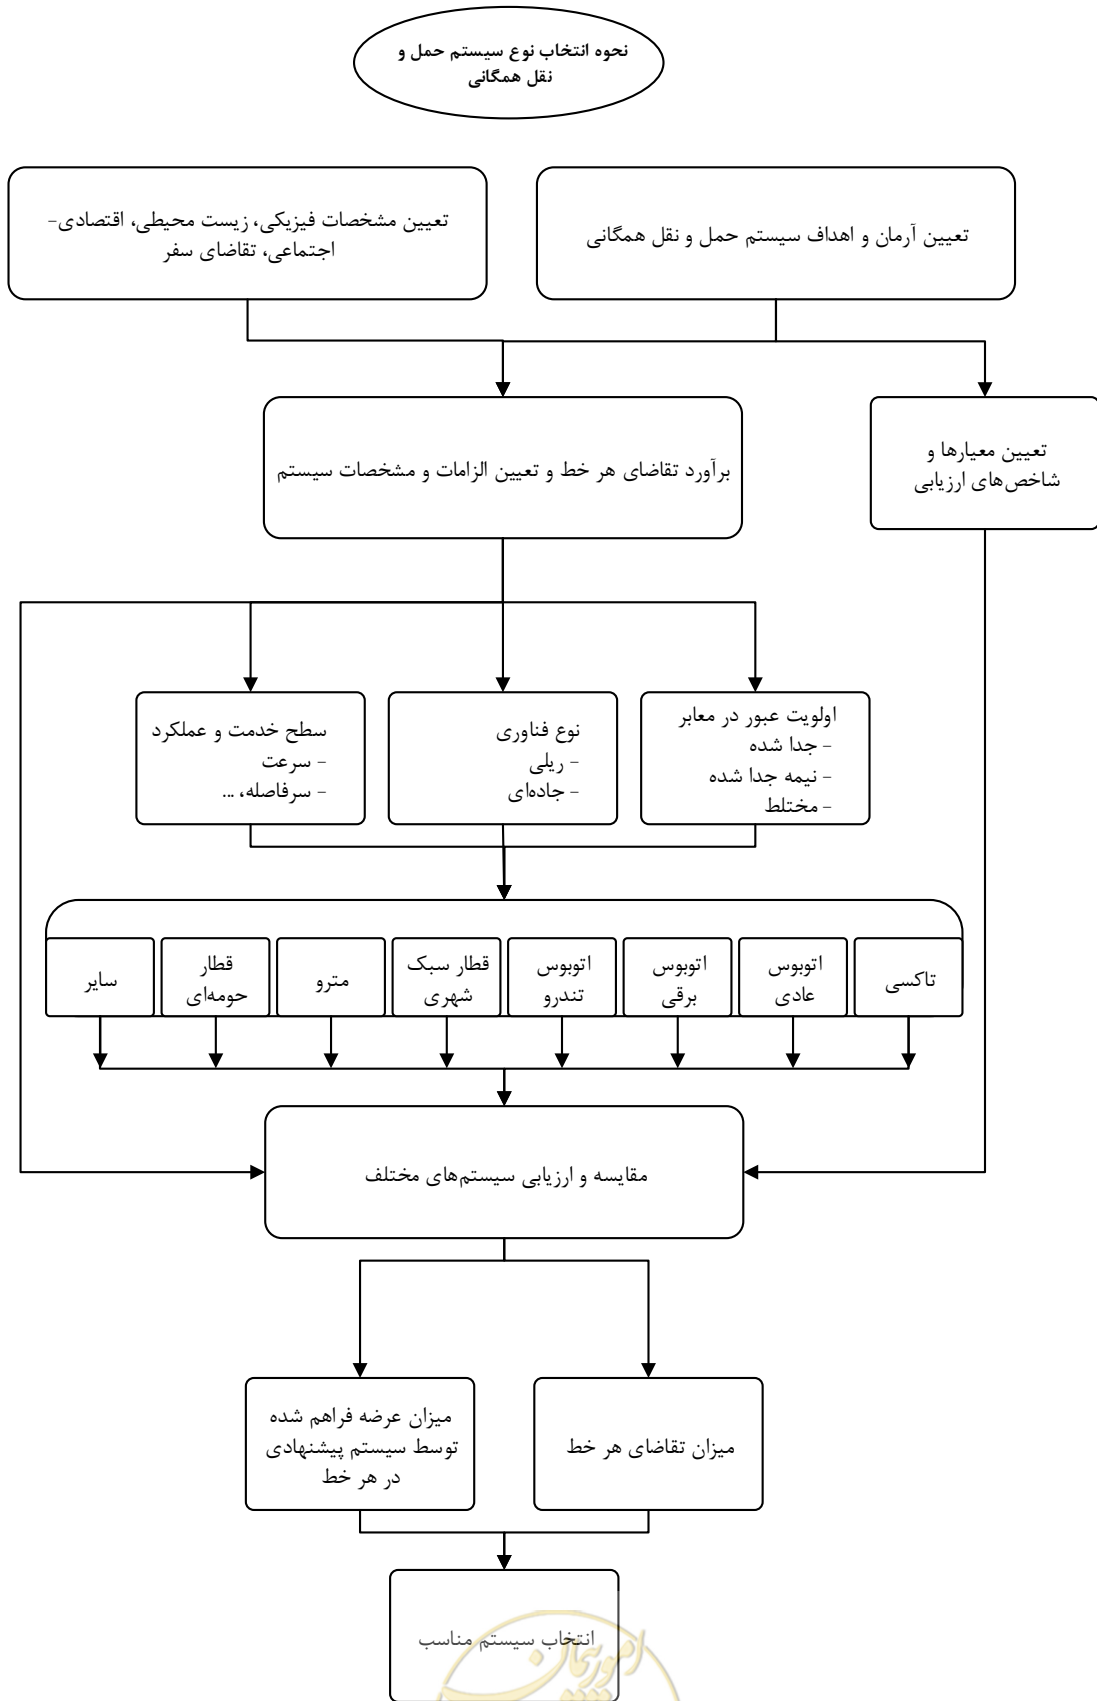 نحوه انتخاب نوع سیستم حمل و
نقل همگانی
تعیین آرمان و اهداف سیستم حمل و نقل همگانی
تعیین مشخصات فیزیکی، زیست محیطی، اقتصادی-
اجتماعی، تقاضای سفر
تعیین معیارها و
شاخص‌های ارزیابی
برآورد تقاضای هر خط و تعیین الزامات و مشخصات سیستم
اولویت عبور در معابر
- جدا شده
- نیمه جدا شده
- مختلط
نوع فناوری
- ریلی
- جاده‌ای
سطح خدمت و عملکرد
- سرعت
- سرفاصله، ...
تاکسی
اتوبوس
عادی
اتوبوس
برقی
اتوبوس
تندرو
قطار سبک
شهری
مترو
قطار
حومه‌ای
سایر
مقایسه و ارزیابی سیستم‌های مختلف
میزان تقاضای هر خط
میزان عرضه فراهم شده
توسط سیستم پیشنهادی
در هر خط
انتخاب سیستم مناسب
امور پیمان